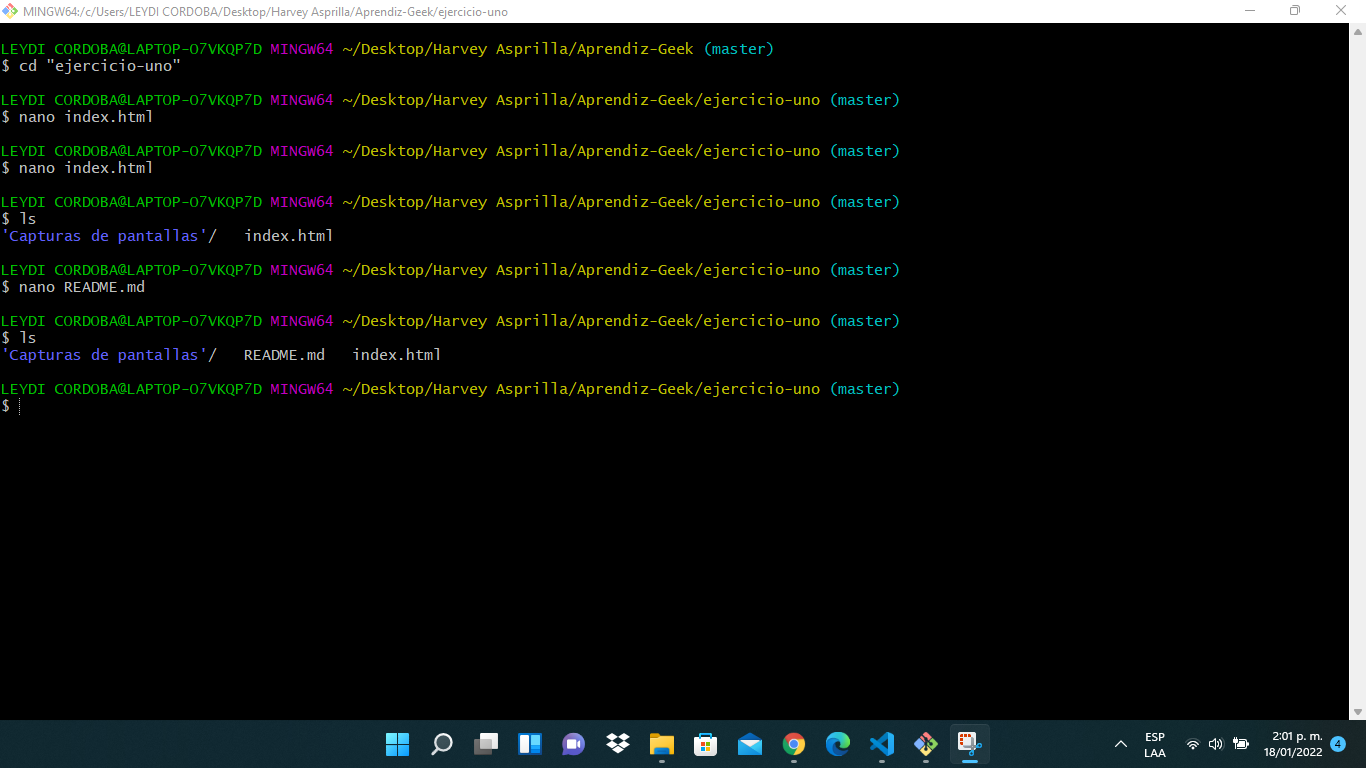 MINGW64:/c/Users/LEYDI CORDOBA/Desktop/Harvey Asprilla/Aprendiz-Geek/ejercicio-uno
LEYDI CORDOBA@LAPTOP-O7VKQP7D MINGW64 ~/Desktop/Harvey Asprilla/Aprendiz-Geek (master)
$ cd "ejercicio-uno"
LEYDI CORDOBA@LAPTOP-O7VKQP7D MINGW64 ~/Desktop/Harvey Asprilla/Aprendiz-Geek/ejercicio-uno (master)
$ nano index.html
LEYDI CORDOBA@LAPTOP-O7VKQP7D MINGW64 ~/Desktop/Harvey Asprilla/Aprendiz-Geek/ejercicio-uno (master)
$ nano index.html
LEYDI CORDOBA@LAPTOP-O7VKQP7D MINGW64 ~/Desktop/Harvey Asprilla/Aprendiz-Geek/ejercicio-uno (master)
$ ls
'Capturas de pantallas'/   index.html
LEYDI CORDOBA@LAPTOP-O7VKQP7D MINGW64 ~/Desktop/Harvey Asprilla/Aprendiz-Geek/ejercicio-uno (master)
$ nano README.md
LEYDI CORDOBA@LAPTOP-O7VKQP7D MINGW64 ~/Desktop/Harvey Asprilla/Aprendiz-Geek/ejercicio-uno (master)
$ ls
'Capturas de pantallas'/   README.md   index.html
LEYDI CORDOBA@LAPTOP-O7VKQP7D MINGW64 ~/Desktop/Harvey Asprilla/Aprendiz-Geek/ejercicio-uno (master)
$
ESP
LAA
2:01 p. m.
18/01/2022
4